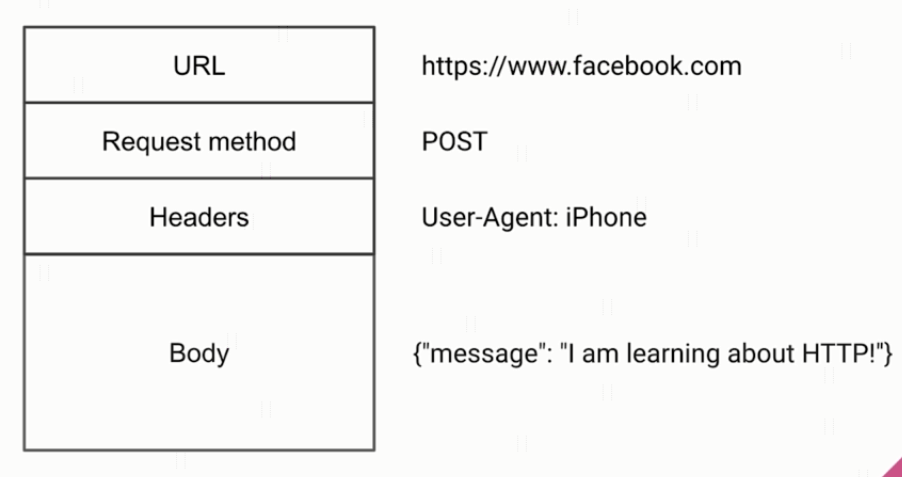 URL https://www.facebook.com
Request method POST
Headers User-Agent: iPhone
Body {"message": "I am learning about HTTP!"}